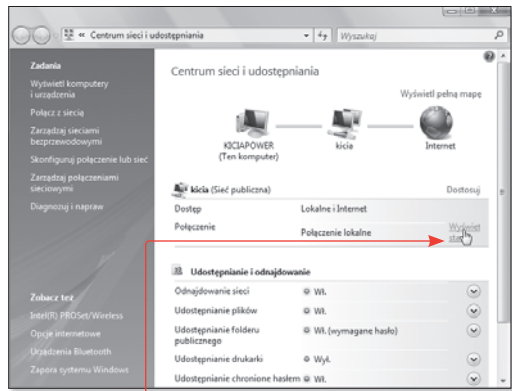 « Centrum sieci i udostępniania
Wyszukaj
Zadania
Wyświetl komputery
i urządzenia
Połącz z siecią
Zarządzaj sieciami
bezprzewodowymi
Skonfiguruj połączenie lub sieć
Zarządzaj połączeniami
sieciowymi
Diagnozuj i napraw
Zobacz też
Intel(R) PROSet/Wireless
Opcje internetowe
Urządzenia Bluetooth
Zapora systemu Windows
Centrum sieci i udostępniania
Wyświetl pełną mapę
KICIAPOWER
(Ten komputer)
kicia
Internet
kicia (Sieć publiczna)
Dostosuj
Dostęp
Lokalne i Internet
Połączenie
Połączenie lokalne
Wyświetl
Udostępnianie i odnajdowanie
Odnajdowanie sieci
Wł.
Udostępnianie plików
Wł.
Udostępnianie folderu
publicznego
Wł. (wymagane hasło)
Udostępnianie drukarki
Wył.
Udostępnianie chronione hasłem
Wł.